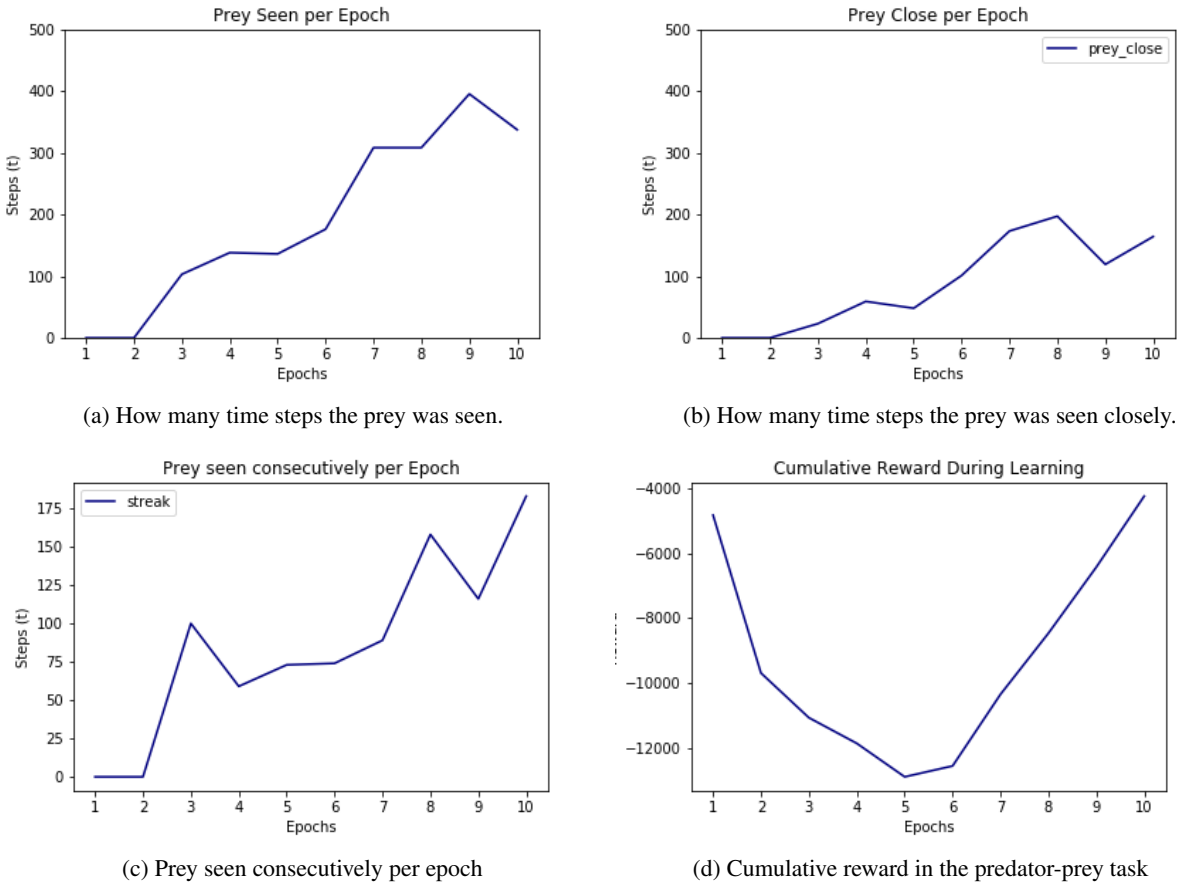 Prey Seen per Epoch
500
400
300
200
100
0
Steps (t)
1 2 3 4 5 6 7 8 9 10
Epochs
(a) How many time steps the prey was seen.
Prey Close per Epoch
prey_close
500
400
300
200
100
0
Steps (t)
1 2 3 4 5 6 7 8 9 10
Epochs
(b) How many time steps the prey was seen closely.
Prey seen consecutively per Epoch
streak
175
150
125
100
75
50
25
0
Steps (t)
1 2 3 4 5 6 7 8 9 10
Epochs
(c) Prey seen consecutively per epoch
Cumulative Reward During Learning
−4000
−6000
−8000
−10000
−12000
1 2 3 4 5 6 7 8 9 10
Epochs
(d) Cumulative reward in the predator-prey task